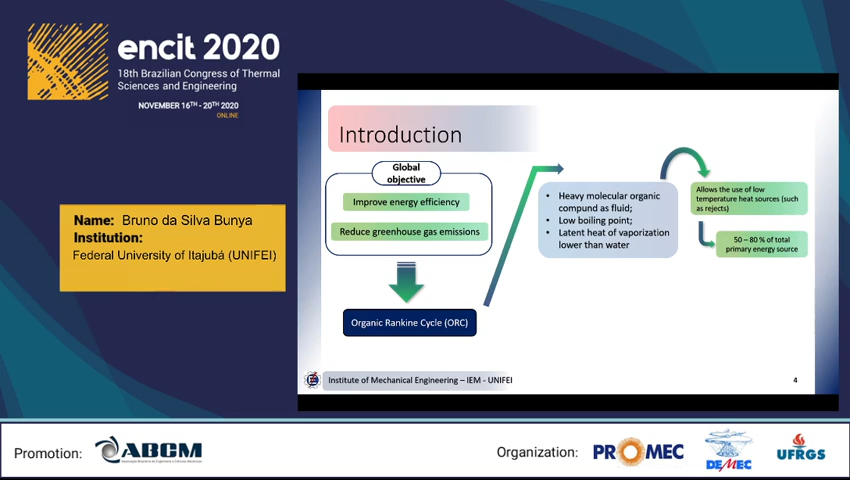 encit 2020
18th Brazilian Congress of Thermal
Sciences and Engineering
NOVEMBER 16TH - 20TH 2020
ONLINE
Name: Bruno da Silva Bunya
Institution:
Federal University of Itajubá (UNIFEI)
Introduction
Global
objective
Improve energy efficiency
Reduce greenhouse gas emissions
Organic Rankine Cycle (ORC)
• Heavy molecular organic
compund as fluid;
• Low boiling point;
• Latent heat of vaporization
lower than water
Allows the use of low
temperature heat sources (such
as rejects)
50 – 80 % of total
primary energy source
Institute of Mechanical Engineering – IEM - UNIFEI
4
Promotion:
ABCM
Organization:
PROMEC
DEMEC
UFRGS